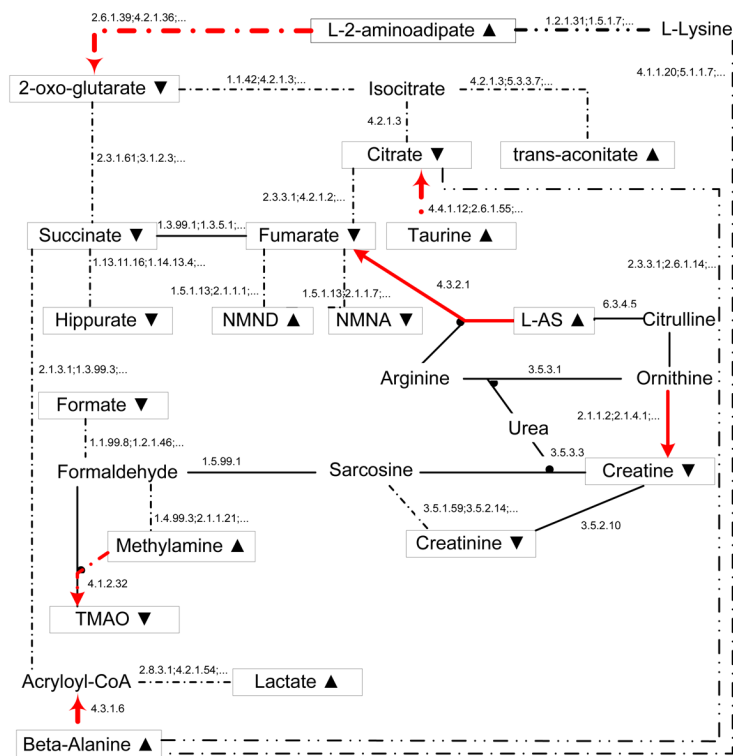 2.6.1.39;4.2.1.36;...
L-2-aminoadipate ▲
1.2.1.31;1.5.1.7;...
L-Lysine
2-oxo-glutarate ▼
1.1.42;4.2.1.3;...
Isocitrate
4.2.1.3;5.3.3.7;...
4.1.1.20;5.1.1.7;...
4.2.1.3
2.3.1.61;3.1.2.3;...
Citrate ▼
trans-aconitate ▲
2.3.3.1;4.2.1.2;...
4.4.1.12;2.6.1.55;...
Succinate ▼
1.3.99.1;1.3.5.1;...
Fumarate ▼
Taurine ▲
1.13.11.16;1.14.13.4;...
2.3.3.1;2.6.1.14;...
1.5.1.13;2.1.1.1;...
1.5.1.13;2.1.1.7;...
4.3.2.1
Hippurate ▼
NMND ▲
NMNA ▼
L-AS ▲
6.3.4.5
Citrulline
2.1.3.1;1.3.99.3;...
Arginine
3.5.3.1
Ornithine
Formate ▼
2.1.1.2;2.1.4.1;...
Urea
1.1.99.8;1.2.1.46;...
Formaldehyde
1.5.99.1
Sarcosine
3.5.3.3
Creatine ▼
1.4.99.3;2.1.1.21;...
3.5.1.59;3.5.2.14;...
3.5.2.10
Methylamine ▲
Creatinine ▼
4.1.2.32
TMAO ▼
2.8.3.1;4.2.1.54;...
Acryloyl-CoA
Lactate ▲
4.3.1.6
Beta-Alanine ▲